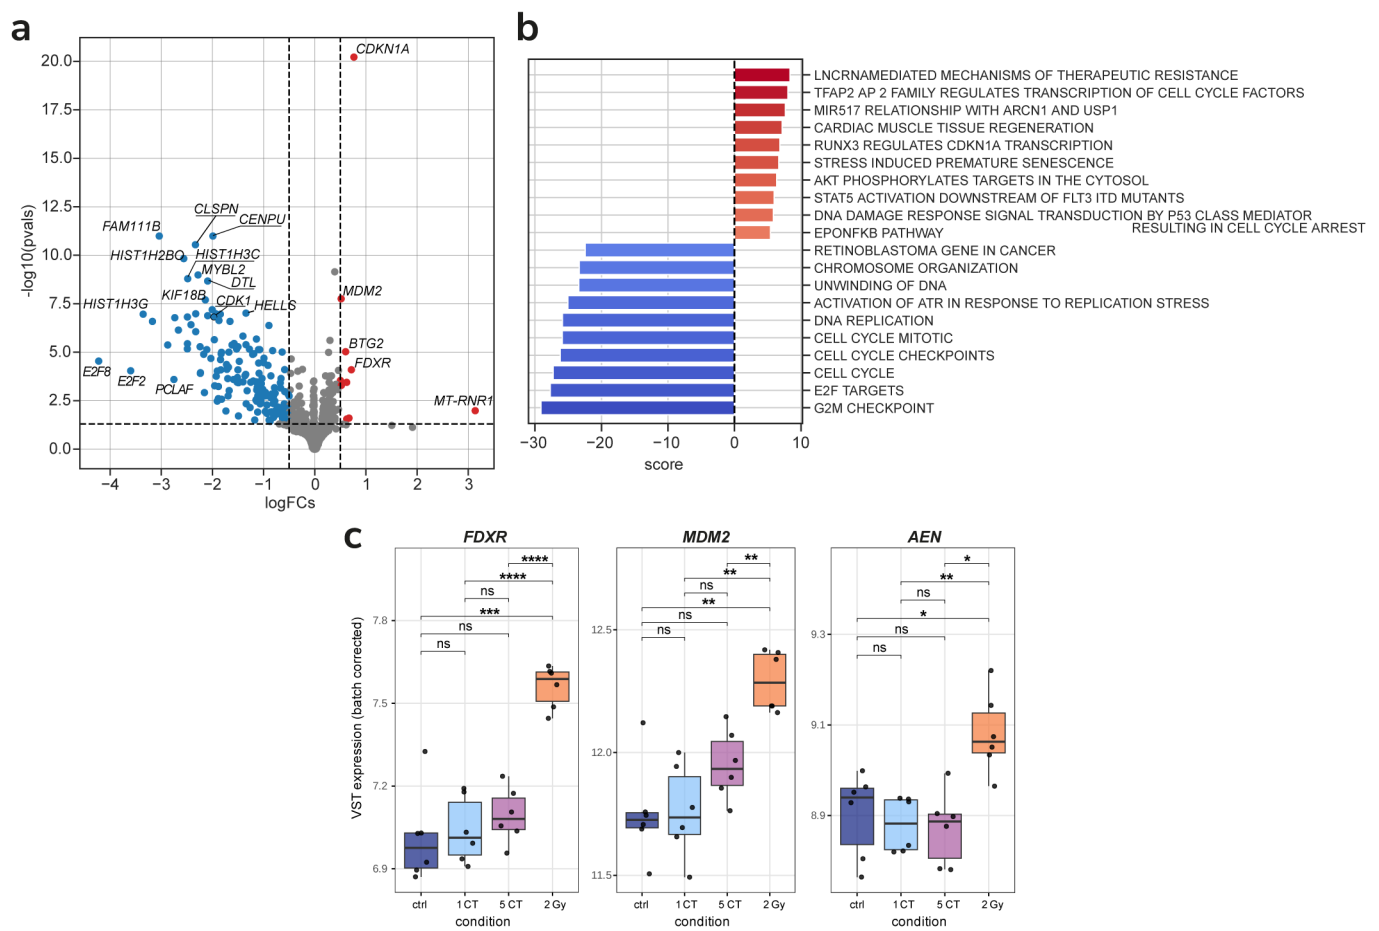 a
-log10(pvals)
20.0
17.5
15.0
12.5
10.0
7.5
5.0
2.5
0.0
CDKN1A
CLSPN
CENPU
FAM111B
HIST1H2BO
HIST1H3C
MYBL2
DTL
KIF18B
CDK1
HELLS
HIST1H3G
MDM2
BTG2
FDXR
E2F8
E2F2
PCLAF
MT-RNR1
−4 −3 −2 −1 0 1 2 3
logFCs
b
LNCRNAMEDIATED MECHANISMS OF THERAPEUTIC RESISTANCE
TFAP2 AP 2 FAMILY REGULATES TRANSCRIPTION OF CELL CYCLE FACTORS
MIR517 RELATIONSHIP WITH ARCN1 AND USP1
CARDIAC MUSCLE TISSUE REGENERATION
RUNX3 REGULATES CDKN1A TRANSCRIPTION
STRESS INDUCED PREMATURE SENESCENCE
AKT PHOSPHORYLATES TARGETS IN THE CYTOSOL
STAT5 ACTIVATION DOWNSTREAM OF FLT3 ITD MUTANTS
DNA DAMAGE RESPONSE SIGNAL TRANSDUCTION BY P53 CLASS MEDIATOR
RESULTING IN CELL CYCLE ARREST
EPONFKB PATHWAY
RETINOBLASTOMA GENE IN CANCER
CHROMOSOME ORGANIZATION
UNWINDING OF DNA
ACTIVATION OF ATR IN RESPONSE TO REPLICATION STRESS
DNA REPLICATION
CELL CYCLE MITOTIC
CELL CYCLE CHECKPOINTS
CELL CYCLE
E2F TARGETS
G2M CHECKPOINT
−30 −20 −10 0 10
score
c
FDXR
VST expression (batch corrected)
7.8
7.5
7.2
6.9
****
****
ns
***
ns
ns
ctrl 1 CT 5 CT 2 Gy
condition
MDM2
12.5
12.0
11.5
**
**
ns
**
ns
ns
ctrl 1 CT 5 CT 2 Gy
condition
AEN
9.3
9.1
8.9
*
**
ns
*
ns
ns
ctrl 1 CT 5 CT 2 Gy
condition